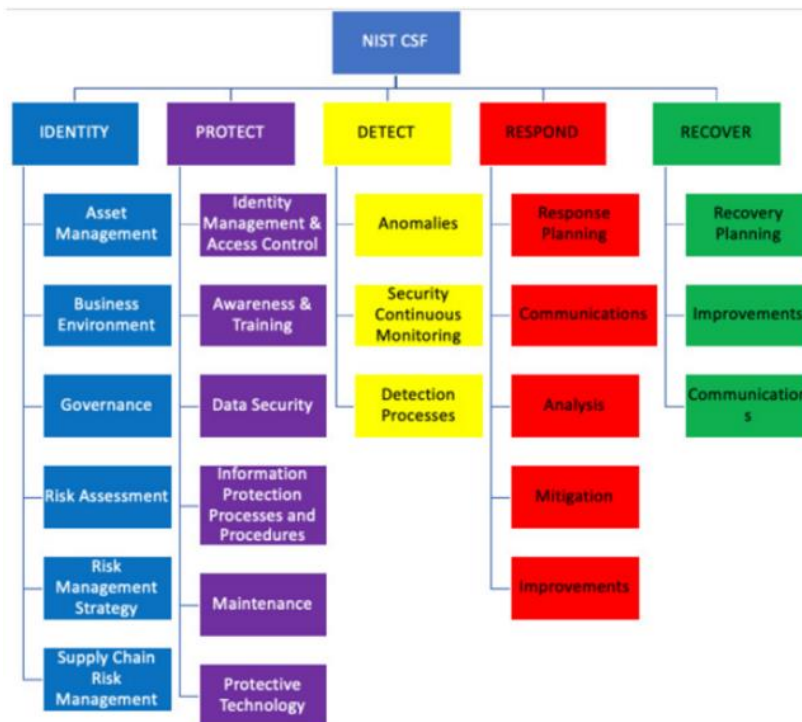 NIST CSF
IDENTITY
PROTECT
DETECT
RESPOND
RECOVER
Asset
Management
Business
Environment
Governance
Risk Assessment
Risk
Management
Strategy
Supply Chain
Risk
Management
Identity
Management &
Access Control
Awareness &
Training
Data Security
Information
Protection
Processes and
Procedures
Maintenance
Protective
Technology
Anomalies
Security
Continuous
Monitoring
Detection
Processes
Response
Planning
Communications
Analysis
Mitigation
Improvements
Recovery
Planning
Improvements
Communication
s